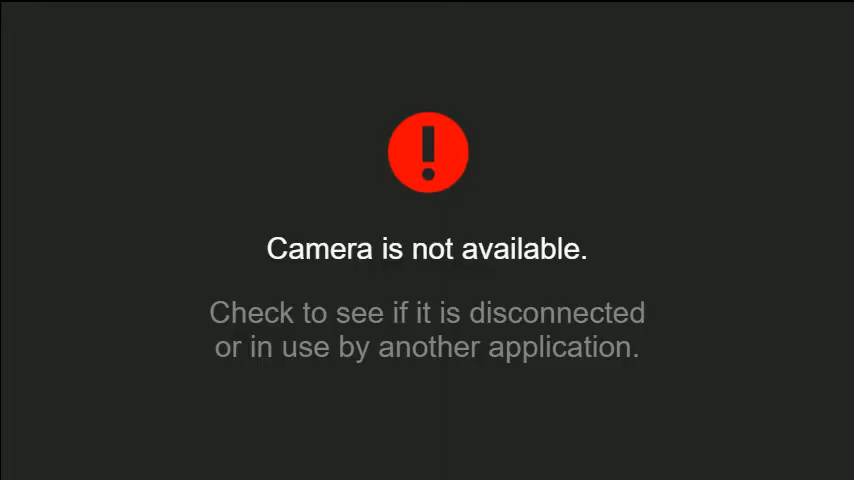 Camera is not available.
Check to see if it is disconnected
or in use by another application.